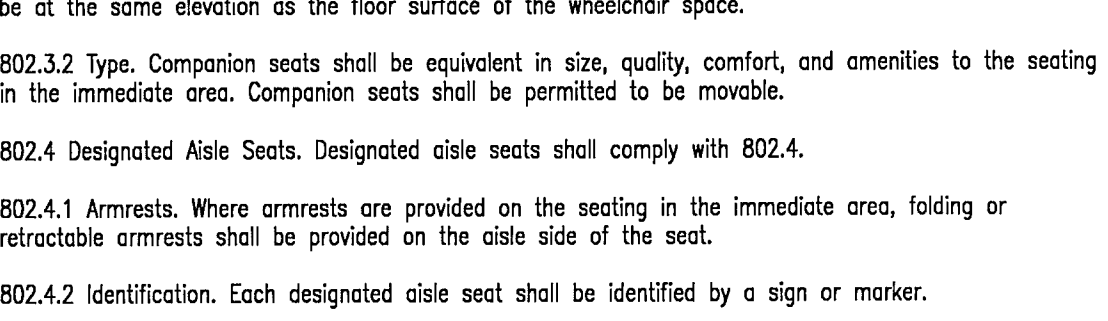 be at the same elevation as the floor surface of the wheelchair space.
802.3.2 Type. Companion seats shall be equivalent in size, quality, comfort, and amenities to the seating
in the immediate area. Companion seats shall be permitted to be movable.
802.4 Designated Aisle Seats. Designated aisle seats shall comply with 802.4.
802.4.1 Armrests. Where armrests are provided on the seating in the immediate area, folding or
retractable armrests shall be provided on the aisle side of the seat.
802.4.2 Identification. Each designated aisle seat shall be identified by a sign or marker.